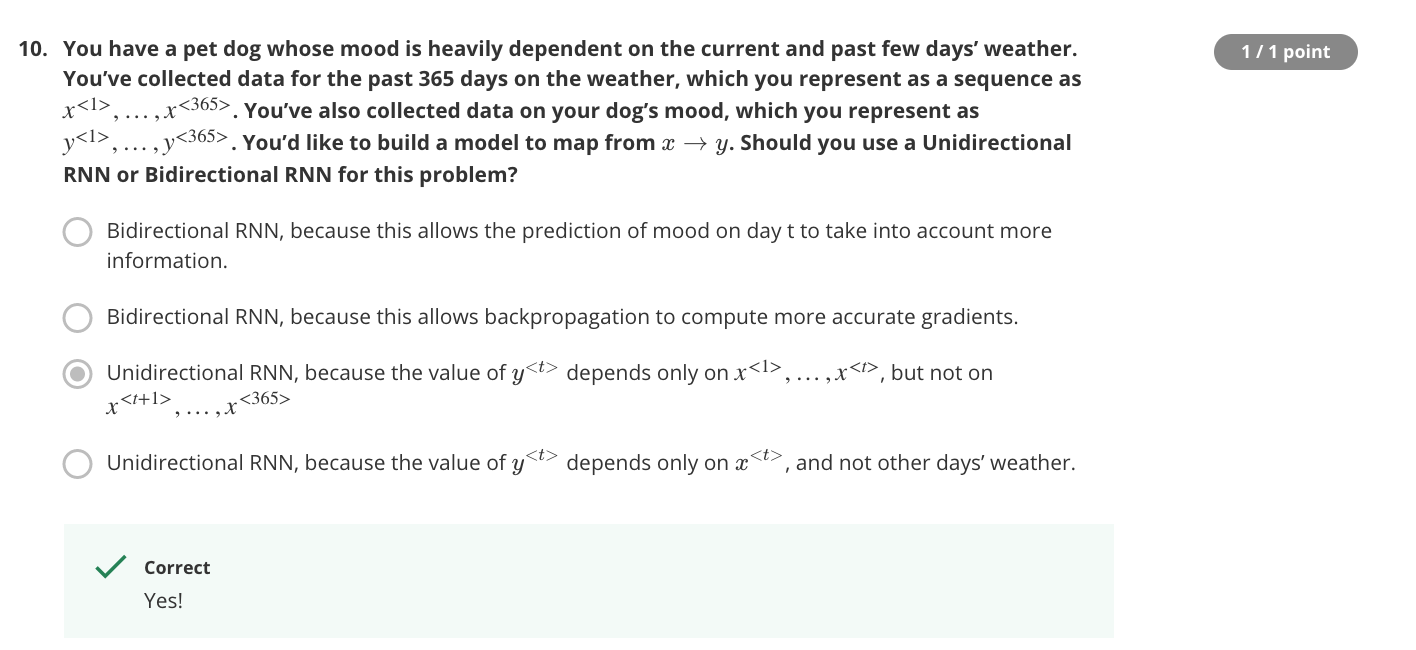 10. You have a pet dog whose mood is heavily dependent on the current and past few days’ weather.
1 / 1 point
You’ve collected data for the past 365 days on the weather, which you represent as a sequence as
x^{<1>}, …, x^{<365>}. You’ve also collected data on your dog’s mood, which you represent as
y^{<1>}, …, y^{<365>}. You’d like to build a model to map from x → y. Should you use a Unidirectional
RNN or Bidirectional RNN for this problem?
Bidirectional RNN, because this allows the prediction of mood on day t to take into account more
information.
Bidirectional RNN, because this allows backpropagation to compute more accurate gradients.
Unidirectional RNN, because the value of y^{<t>} depends only on x^{<1>}, …, x^{<t>}, but not on
x^{<t+1>}, …, x^{<365>}
Unidirectional RNN, because the value of y^{<t>} depends only on x^{<t>}, and not other days’ weather.
Correct
Yes!